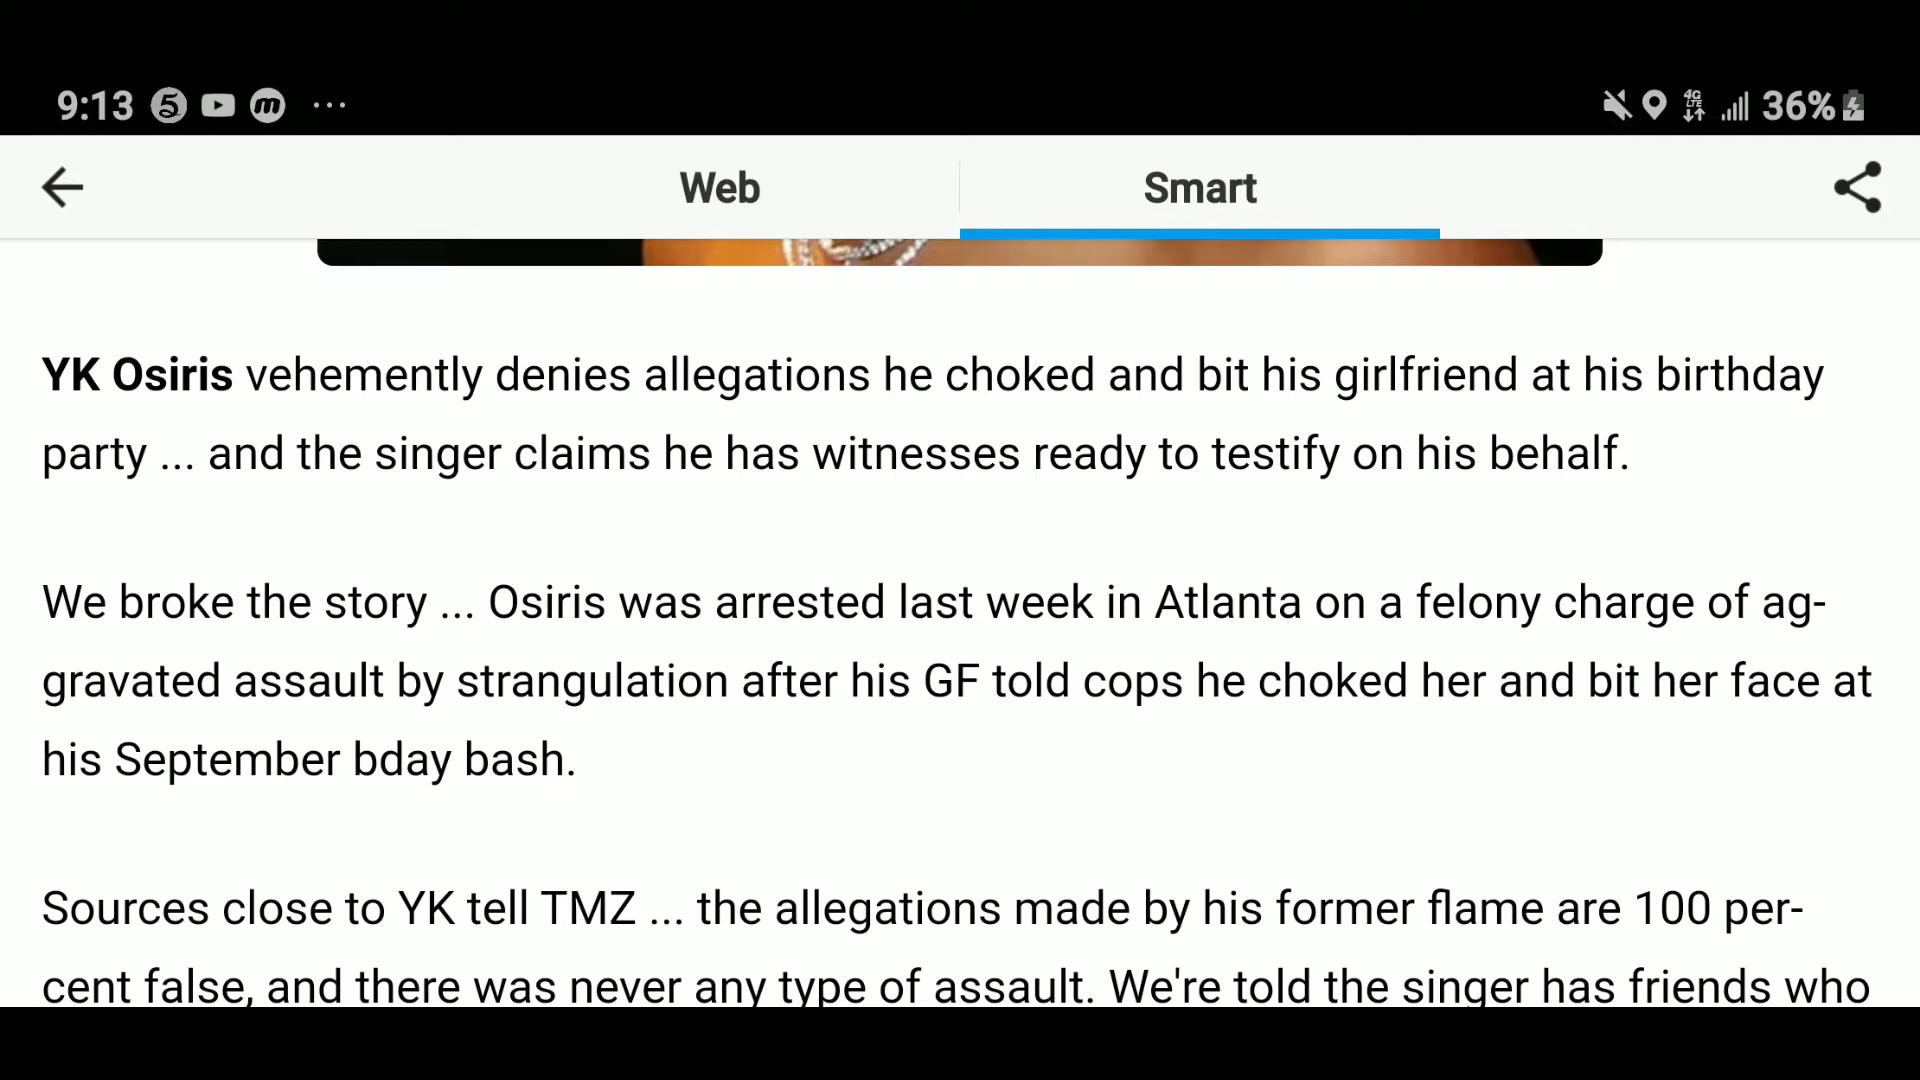 9:13 5 m ... 4G LTE 36%
Web Smart
YK Osiris vehemently denies allegations he choked and bit his girlfriend at his birthday
party ... and the singer claims he has witnesses ready to testify on his behalf.
We broke the story ... Osiris was arrested last week in Atlanta on a felony charge of ag-
gravated assault by strangulation after his GF told cops he choked her and bit her face at
his September bday bash.
Sources close to YK tell TMZ ... the allegations made by his former flame are 100 per-
cent false, and there was never any type of assault. We're told the singer has friends who